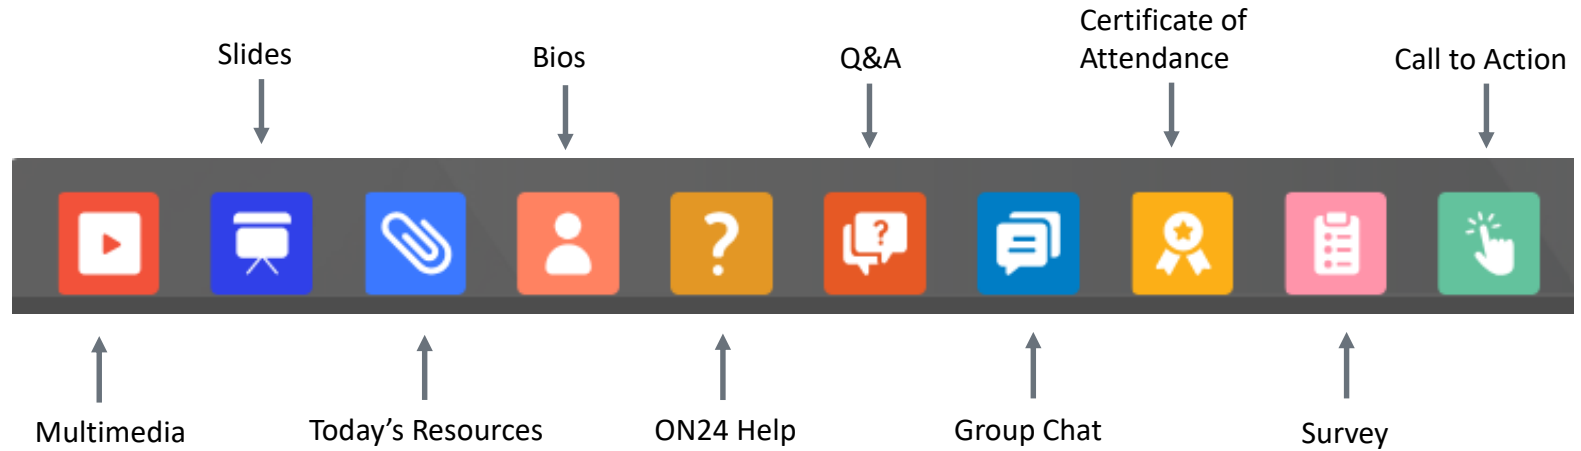 Certificate of
Attendance
Slides
Bios
Q&A
Call to Action
?
?
Multimedia
Today’s Resources
ON24 Help
Group Chat
Survey